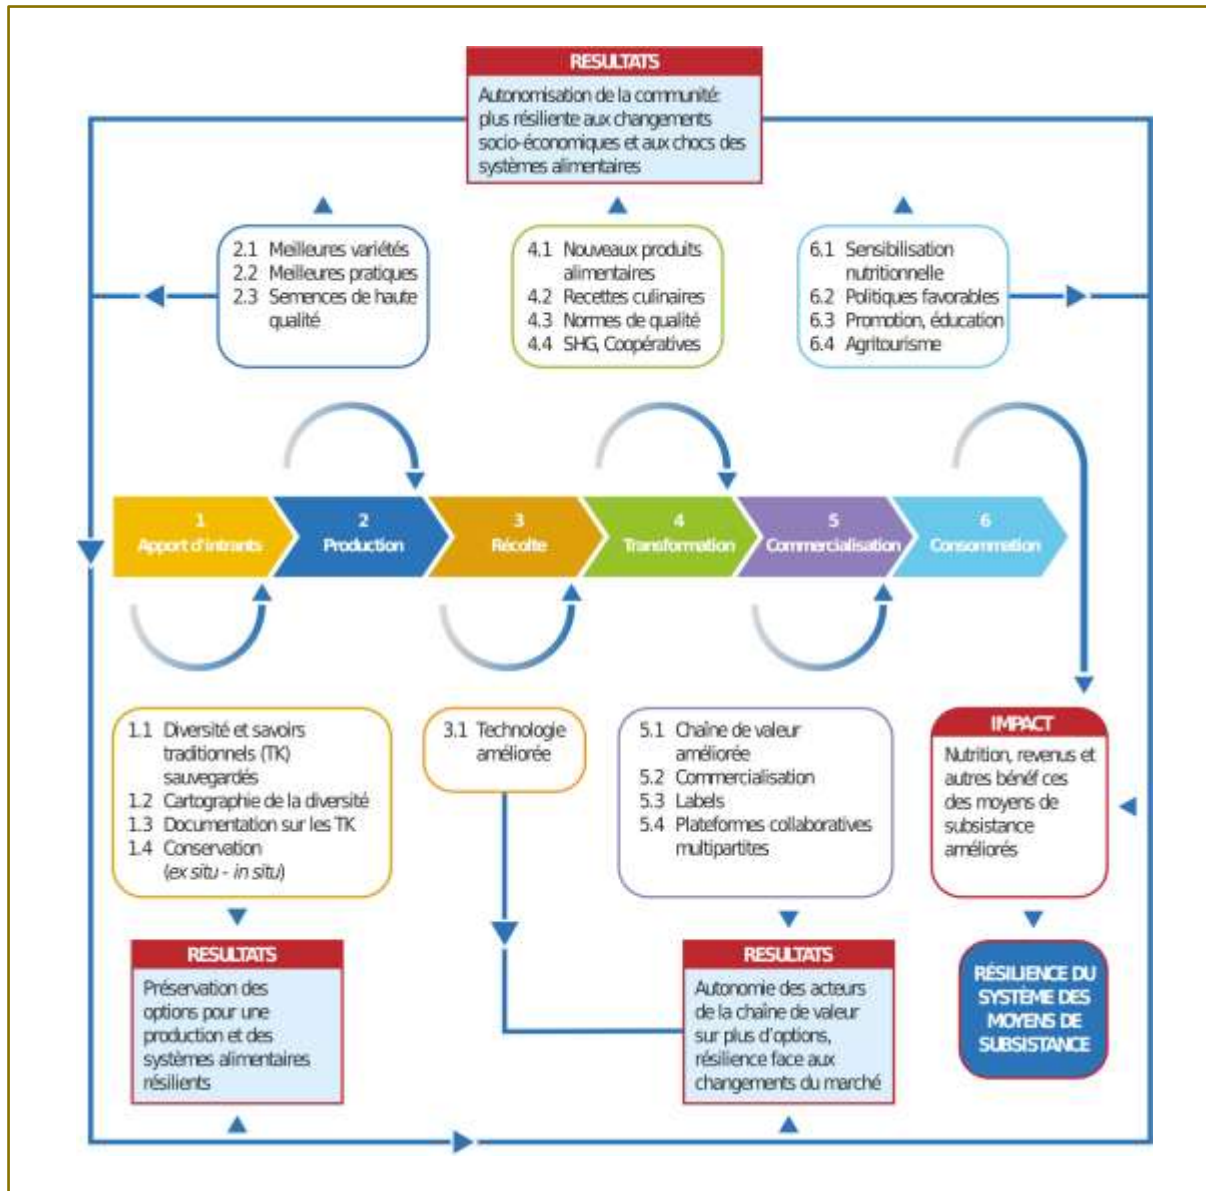 RESULTATS
Autonomisation de la communité:
plus résiliente aux changements
socio-économiques et aux chocs des
systèmes alimentaires
2.1 Meilleures variétés
2.2 Meilleures pratiques
2.3 Semences de haute
qualité
4.1 Nouveaux produits
alimentaires
4.2 Recettes culinaires
4.3 Normes de qualité
4.4 SHG, Coopératives
6.1 Sensibilisation
nutritionnelle
6.2 Politiques favorables
6.3 Promotion, éducation
6.4 Agritourisme
1
Apport d'intrants
2
Production
3
Récolte
4
Transformation
5
Commercialisation
6
Consommation
1.1 Diversité et savoirs
traditionnels (TK)
sauvegardés
1.2 Cartographie de la diversité
1.3 Documentation sur les TK
1.4 Conservation
(ex situ - in situ)
3.1 Technologie
améliorée
5.1 Chaîne de valeur
améliorée
5.2 Commercialisation
5.3 Labels
5.4 Plateformes collaboratives
multipartites
IMPACT
Nutrition, revenus et
autres bénéf ces
des moyens de
subsistance
améliorés
RESULTATS
Préservation des
options pour une
production et des
systèmes alimentaires
résilients
RESULTATS
Autonomie des acteurs
de la chaîne de valeur
sur plus d'options,
résilience face aux
changements du marché
RÉSILIENCE DU
SYSTÈME DES
MOYENS DE
SUBSISTANCE